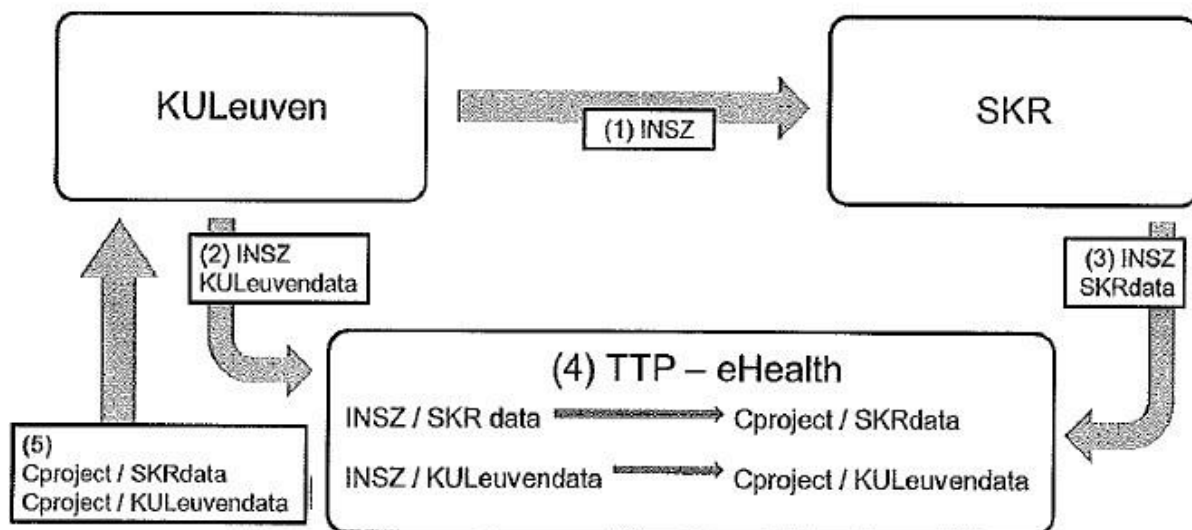 KULeuven
(1) INSZ
SKR
(2) INSZ
KULeuvendata
(3) INSZ
SKRdata
(4) TTP – eHealth
INSZ / SKR data
Cproject / SKRdata
INSZ / KULeuvendata
Cproject / KULeuvendata
(5)
Cproject / SKRdata
Cproject / KULeuvendata